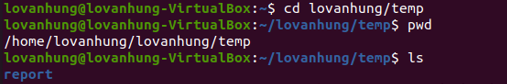 lovanhung@lovanhung-VirtualBox:~$ cd lovanhung/temp
lovanhung@lovanhung-VirtualBox:~/lovanhung/temp$ pwd
/home/lovanhung/lovanhung/temp
lovanhung@lovanhung-VirtualBox:~/lovanhung/temp$ ls
report